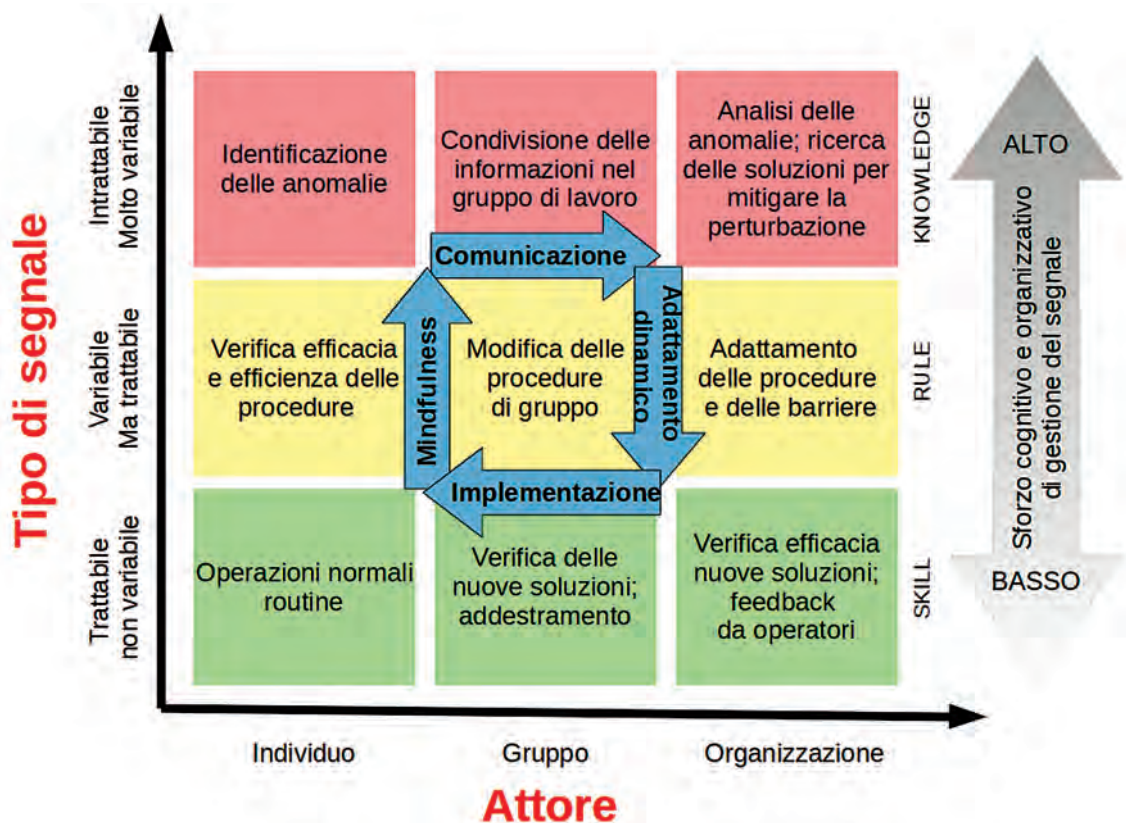 Tipo di segnale
Intrattabile
Molto variabile
Variabile
Ma trattabile
Trattabile
non variabile
Identificazione
delle anomalie
Condivisione delle
informazioni nel
gruppo di lavoro
Analisi delle
anomalie; ricerca
delle soluzioni per
mitigare la
perturbazione
KNOWLEDGE
Comunicazione
Verifica efficacia
e efficienza delle
procedure
Mindfulness
Modifica delle
procedure
di gruppo
Adattamento
dinamico
Adattamento
delle procedure
e delle barriere
RULE
Implementazione
Operazioni normali
routine
Verifica delle
nuove soluzioni;
addestramento
Verifica efficacia
nuove soluzioni;
feedback
da operatori
SKILL
ALTO
Sforzo cognitivo e organizzativo
di gestione del segnale
BASSO
Individuo
Gruppo
Organizzazione
Attore